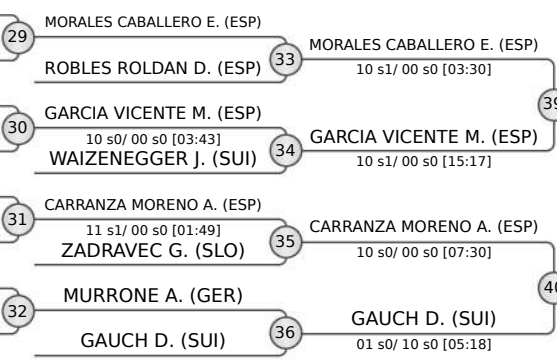 29
MORALES CABALLERO E. (ESP)
ROBLES ROLDAN D. (ESP)
33
MORALES CABALLERO E. (ESP)
10 s1/ 00 s0 [03:30]
39
30
GARCIA VICENTE M. (ESP)
10 s0/ 00 s0 [03:43]
WAIZENEGGER J. (SUI)
34
GARCIA VICENTE M. (ESP)
10 s1/ 00 s0 [15:17]
31
CARRANZA MORENO A. (ESP)
11 s1/ 00 s0 [01:49]
ZADRAVEC G. (SLO)
35
CARRANZA MORENO A. (ESP)
10 s0/ 00 s0 [07:30]
40
32
MURRONE A. (GER)
GAUCH D. (SUI)
36
GAUCH D. (SUI)
01 s0/ 10 s0 [05:18]